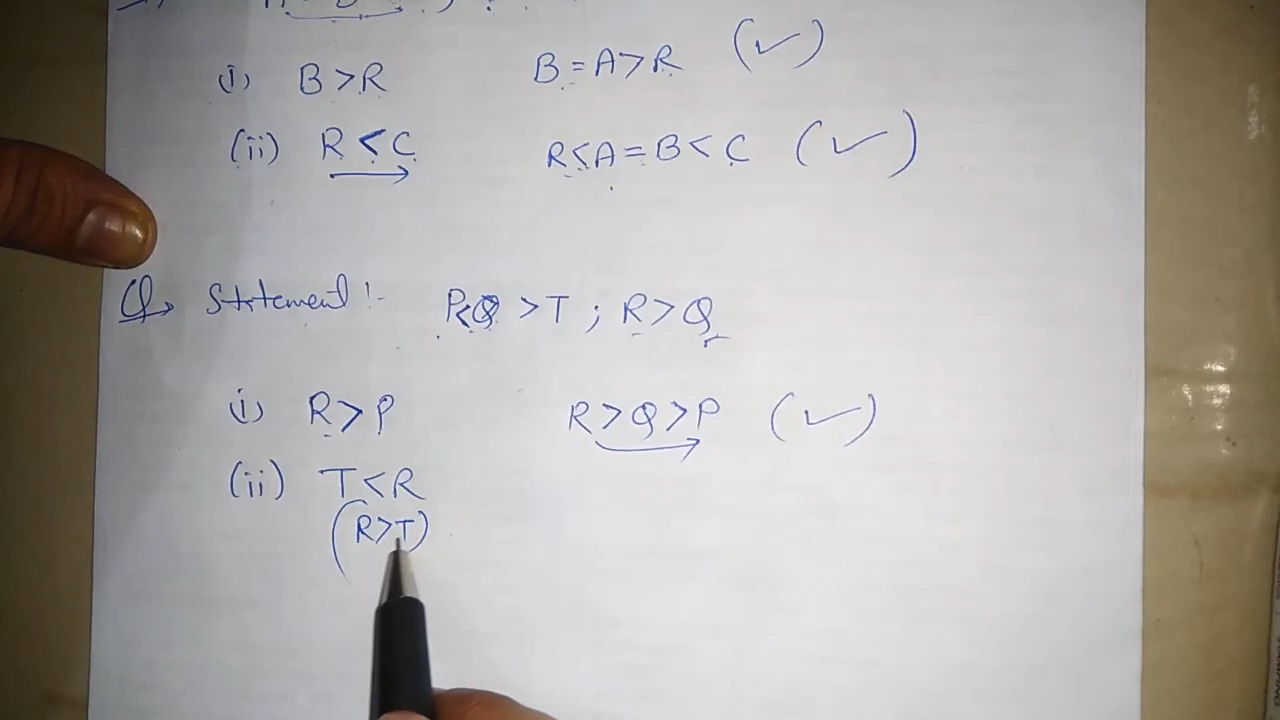 (i) B > R B = A > R (✓)
(ii) R < C R < A = B < C (✓)
Q→ Statement :- P < Q > T ; R > Q
(i) R > P R > Q > P (✓)
(ii) T < R
(R > T)